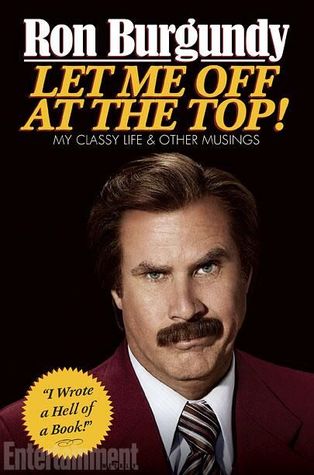 Ron Burgundy
LET ME OFF
AT THE TOP!
MY CLASSY LIFE & OTHER MUSINGS
"I Wrote
a Hell of
a Book!"
Entertainment